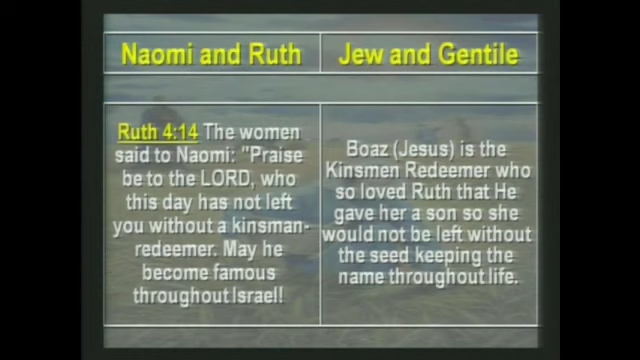 Naomi and Ruth
Jew and Gentile
Ruth 4:14 The women
said to Naomi: "Praise
be to the LORD, who
this day has not left
you without a kinsman-
redeemer. May he
become famous
throughout Israel!
Boaz (Jesus) is the
Kinsmen Redeemer who
so loved Ruth that He
gave her a son so she
would not be left without
the seed keeping the
name throughout life.